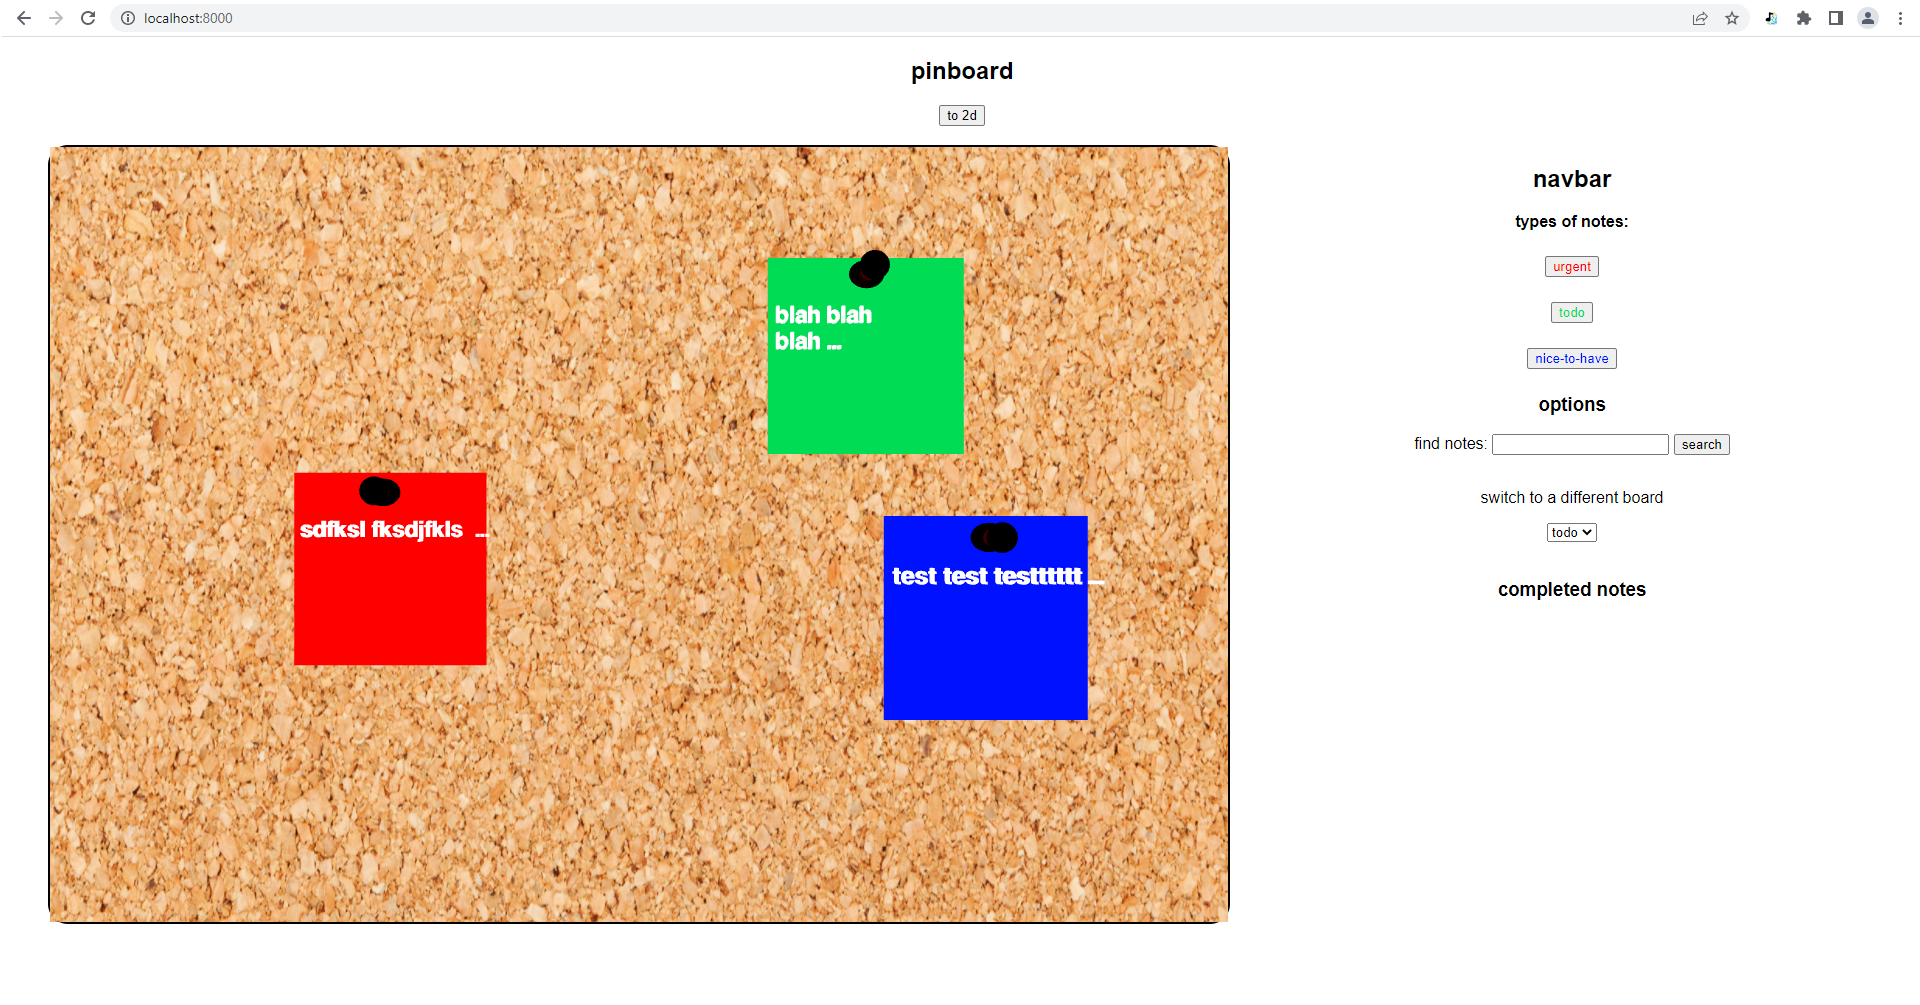 localhost:8000
pinboard
to 2d
blah blah
blah ...
sdfksl fksdjfkls ...
test test testttttt ...
navbar
types of notes:
urgent
todo
nice-to-have
options
find notes: search
switch to a different board
todo
completed notes